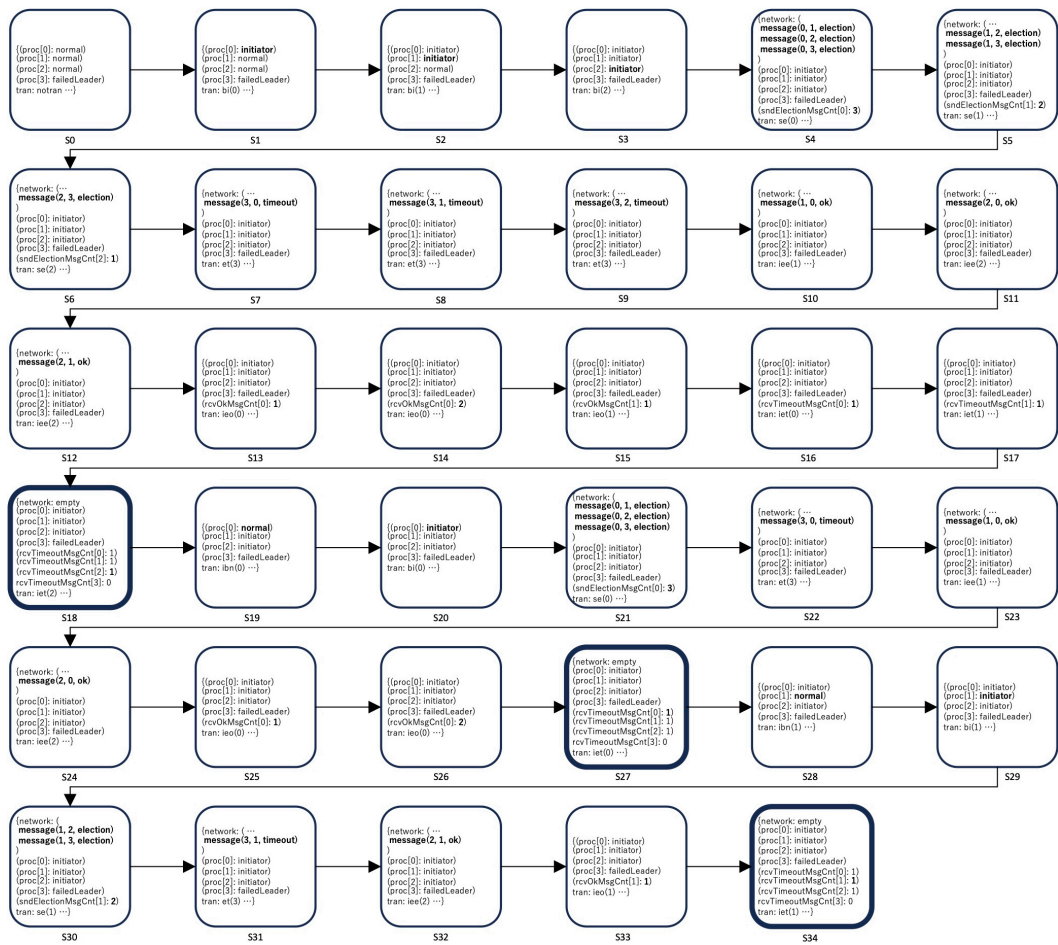 {(proc[0]: normal)
(proc[1]: normal)
(proc[2]: normal)
(proc[3]: failedLeader)
tran: notran ⋯}
S0
{(proc[0]: initiator)
(proc[1]: normal)
(proc[2]: normal)
(proc[3]: failedLeader)
tran: bi(0) ⋯}
S1
{(proc[0]: initiator)
(proc[1]: initiator)
(proc[2]: normal)
(proc[3]: failedLeader)
tran: bi(1) ⋯}
S2
{(proc[0]: initiator)
(proc[1]: initiator)
(proc[2]: initiator)
(proc[3]: failedLeader)
tran: bi(2) ⋯}
S3
{network: (
message(0, 1, election)
message(0, 2, election)
message(0, 3, election)
)
(proc[0]: initiator)
(proc[1]: initiator)
(proc[2]: initiator)
(proc[3]: failedLeader)
(sndElectionMsgCnt[0]: 3)
tran: se(0) ⋯}
S4
{network: ( ⋯
message(1, 2, election)
message(1, 3, election)
)
(proc[0]: initiator)
(proc[1]: initiator)
(proc[2]: initiator)
(proc[3]: failedLeader)
(sndElectionMsgCnt[1]: 2)
tran: se(1) ⋯}
S5
{network: (⋯
message(2, 3, election)
)
(proc[0]: initiator)
(proc[1]: initiator)
(proc[2]: initiator)
(proc[3]: failedLeader)
(sndElectionMsgCnt[2]: 1)
tran: se(2) ⋯}
S6
{network: ( ⋯
message(3, 0, timeout)
)
(proc[0]: initiator)
(proc[1]: initiator)
(proc[2]: initiator)
(proc[3]: failedLeader)
tran: et(3) ⋯}
S7
{network: ( ⋯
message(3, 1, timeout)
)
(proc[0]: initiator)
(proc[1]: initiator)
(proc[2]: initiator)
(proc[3]: failedLeader)
tran: et(3) ⋯}
S8
{network: ( ⋯
message(3, 2, timeout)
)
(proc[0]: initiator)
(proc[1]: initiator)
(proc[2]: initiator)
(proc[3]: failedLeader)
tran: et(3) ⋯}
S9
{network: ( ⋯
message(1, 0, ok)
)
(proc[0]: initiator)
(proc[1]: initiator)
(proc[2]: initiator)
(proc[3]: failedLeader)
tran: iee(1) ⋯}
S10
{network: ( ⋯
message(2, 0, ok)
)
(proc[0]: initiator)
(proc[1]: initiator)
(proc[2]: initiator)
(proc[3]: failedLeader)
tran: iee(2) ⋯}
S11
{network: ( ⋯
message(2, 1, ok)
)
(proc[0]: initiator)
(proc[1]: initiator)
(proc[2]: initiator)
(proc[3]: failedLeader)
tran: iee(2) ⋯}
S12
{(proc[0]: initiator)
(proc[1]: initiator)
(proc[2]: initiator)
(proc[3]: failedLeader)
(rcvOkMsgCnt[0]: 1)
tran: ieo(0) ⋯}
S13
{(proc[0]: initiator)
(proc[1]: initiator)
(proc[2]: initiator)
(proc[3]: failedLeader)
(rcvOkMsgCnt[0]: 2)
tran: ieo(0) ⋯}
S14
{(proc[0]: initiator)
(proc[1]: initiator)
(proc[2]: initiator)
(proc[3]: failedLeader)
(rcvOkMsgCnt[1]: 1)
tran: ieo(1) ⋯}
S15
{(proc[0]: initiator)
(proc[1]: initiator)
(proc[2]: initiator)
(proc[3]: failedLeader)
(rcvTimeoutMsgCnt[0]: 1)
tran: iet(0) ⋯}
S16
{(proc[0]: initiator)
(proc[1]: initiator)
(proc[2]: initiator)
(proc[3]: failedLeader)
(rcvTimeoutMsgCnt[1]: 1)
tran: iet(1) ⋯}
S17
{network: empty
(proc[0]: initiator)
(proc[1]: initiator)
(proc[2]: initiator)
(proc[3]: failedLeader)
(rcvTimeoutMsgCnt[0]: 1)
(rcvTimeoutMsgCnt[1]: 1)
(rcvTimeoutMsgCnt[2]: 1)
rcvTimeoutMsgCnt[3]: 0
tran: iet(2) ⋯}
S18
{(proc[0]: normal)
(proc[1]: initiator)
(proc[2]: initiator)
(proc[3]: failedLeader)
tran: ibn(0) ⋯}
S19
{(proc[0]: initiator)
(proc[1]: initiator)
(proc[2]: initiator)
(proc[3]: failedLeader)
tran: bi(0) ⋯}
S20
{network: (
message(0, 1, election)
message(0, 2, election)
message(0, 3, election)
)
(proc[0]: initiator)
(proc[1]: initiator)
(proc[2]: initiator)
(proc[3]: failedLeader)
(sndElectionMsgCnt[0]: 3)
tran: se(0) ⋯}
S21
{network: ( ⋯
message(3, 0, timeout)
)
(proc[0]: initiator)
(proc[1]: initiator)
(proc[2]: initiator)
(proc[3]: failedLeader)
tran: et(3) ⋯}
S22
{network: ( ⋯
message(1, 0, ok)
)
(proc[0]: initiator)
(proc[1]: initiator)
(proc[2]: initiator)
(proc[3]: failedLeader)
tran: iee(1) ⋯}
S23
{network: ( ⋯
message(2, 0, ok)
)
(proc[0]: initiator)
(proc[1]: initiator)
(proc[2]: initiator)
(proc[3]: failedLeader)
tran: iee(2) ⋯}
S24
{(proc[0]: initiator)
(proc[1]: initiator)
(proc[2]: initiator)
(proc[3]: failedLeader)
(rcvOkMsgCnt[0]: 1)
tran: ieo(0) ⋯}
S25
{(proc[0]: initiator)
(proc[1]: initiator)
(proc[2]: initiator)
(proc[3]: failedLeader)
(rcvOkMsgCnt[0]: 2)
tran: ieo(0) ⋯}
S26
{network: empty
(proc[0]: initiator)
(proc[1]: initiator)
(proc[2]: initiator)
(proc[3]: failedLeader)
(rcvTimeoutMsgCnt[0]: 1)
(rcvTimeoutMsgCnt[1]: 1)
(rcvTimeoutMsgCnt[2]: 1)
rcvTimeoutMsgCnt[3]: 0
tran: iet(0) ⋯}
S27
{(proc[0]: initiator)
(proc[1]: normal)
(proc[2]: initiator)
(proc[3]: failedLeader)
tran: ibn(1) ⋯}
S28
{(proc[0]: initiator)
(proc[1]: initiator)
(proc[2]: initiator)
(proc[3]: failedLeader)
tran: bi(1) ⋯}
S29
{network: (
message(1, 2, election)
message(1, 3, election)
)
(proc[0]: initiator)
(proc[1]: initiator)
(proc[2]: initiator)
(proc[3]: failedLeader)
(sndElectionMsgCnt[1]: 2)
tran: se(1) ⋯}
S30
{network: ( ⋯
message(3, 1, timeout)
)
(proc[0]: initiator)
(proc[1]: initiator)
(proc[2]: initiator)
(proc[3]: failedLeader)
tran: et(3) ⋯}
S31
{network: ( ⋯
message(2, 1, ok)
)
(proc[0]: initiator)
(proc[1]: initiator)
(proc[2]: initiator)
(proc[3]: failedLeader)
tran: iee(2) ⋯}
S32
{(proc[0]: initiator)
(proc[1]: initiator)
(proc[2]: initiator)
(proc[3]: failedLeader)
(rcvOkMsgCnt[1]: 1)
tran: ieo(1) ⋯}
S33
{network: empty
(proc[0]: initiator)
(proc[1]: initiator)
(proc[2]: initiator)
(proc[3]: failedLeader)
(rcvTimeoutMsgCnt[0]: 1)
(rcvTimeoutMsgCnt[1]: 1)
(rcvTimeoutMsgCnt[2]: 1)
rcvTimeoutMsgCnt[3]: 0
tran: iet(1) ⋯}
S34